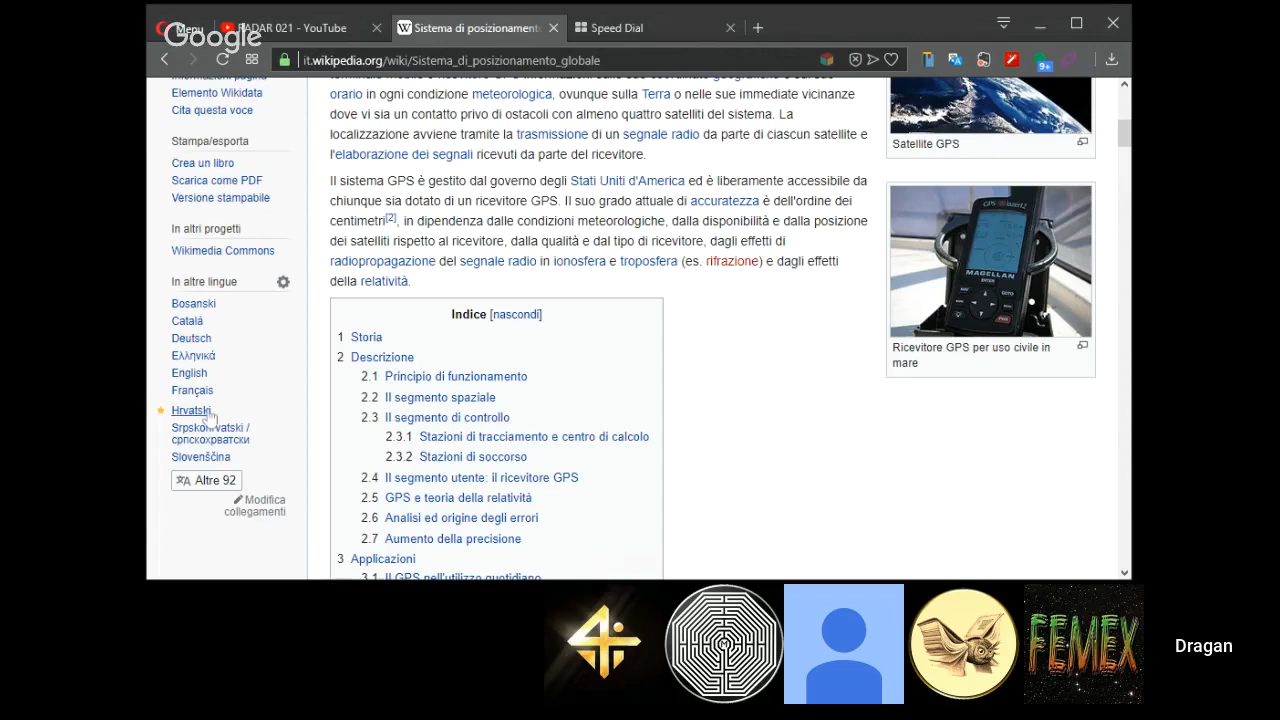 Menu
RADAR 021 - YouTube
Sistema di posizionamento
Speed Dial
Google
it.wikipedia.org/wiki/Sistema_di_posizionamento_globale
9+
Elemento Wikidata
Cita questa voce
Stampa/esporta
Crea un libro
Scarica come PDF
Versione stampabile
In altri progetti
Wikimedia Commons
In altre lingue
Bosanski
Català
Deutsch
Ελληνικά
English
Français
Hrvatski
Srpskohrvatski /
српскохрватски
Slovenščina
Altre 92
Modifica
collegamenti
orario in ogni condizione meteorologica, ovunque sulla Terra o nelle sue immediate vicinanze
dove vi sia un contatto privo di ostacoli con almeno quattro satelliti del sistema. La
localizzazione avviene tramite la trasmissione di un segnale radio da parte di ciascun satellite e
l'elaborazione dei segnali ricevuti da parte del ricevitore.
Il sistema GPS è gestito dal governo degli Stati Uniti d'America ed è liberamente accessibile da
chiunque sia dotato di un ricevitore GPS. Il suo grado attuale di accuratezza è dell'ordine dei
centimetri[2], in dipendenza dalle condizioni meteorologiche, dalla disponibilità e dalla posizione
dei satelliti rispetto al ricevitore, dalla qualità e dal tipo di ricevitore, dagli effetti di
radiopropagazione del segnale radio in ionosfera e troposfera (es. rifrazione) e dagli effetti
della relatività.
Indice [nascondi]
1 Storia
2 Descrizione
2.1 Principio di funzionamento
2.2 Il segmento spaziale
2.3 Il segmento di controllo
2.3.1 Stazioni di tracciamento e centro di calcolo
2.3.2 Stazioni di soccorso
2.4 Il segmento utente: il ricevitore GPS
2.5 GPS e teoria della relatività
2.6 Analisi ed origine degli errori
2.7 Aumento della precisione
3 Applicazioni
3.1 Il GPS nell'utilizzo quotidiano
Satellite GPS
MAGELLAN
Ricevitore GPS per uso civile in
mare
FEMEX
Dragan